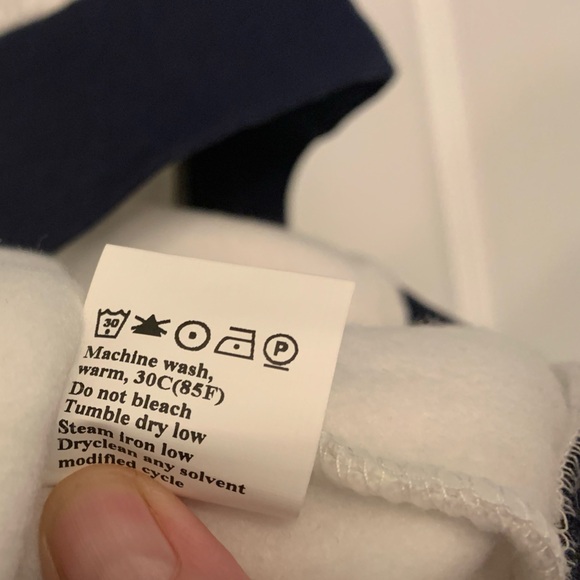 30
P
Machine wash,
warm, 30C(85F)
Do not bleach
Tumble dry low
Steam iron low
Dryclean any solvent
modified cycle